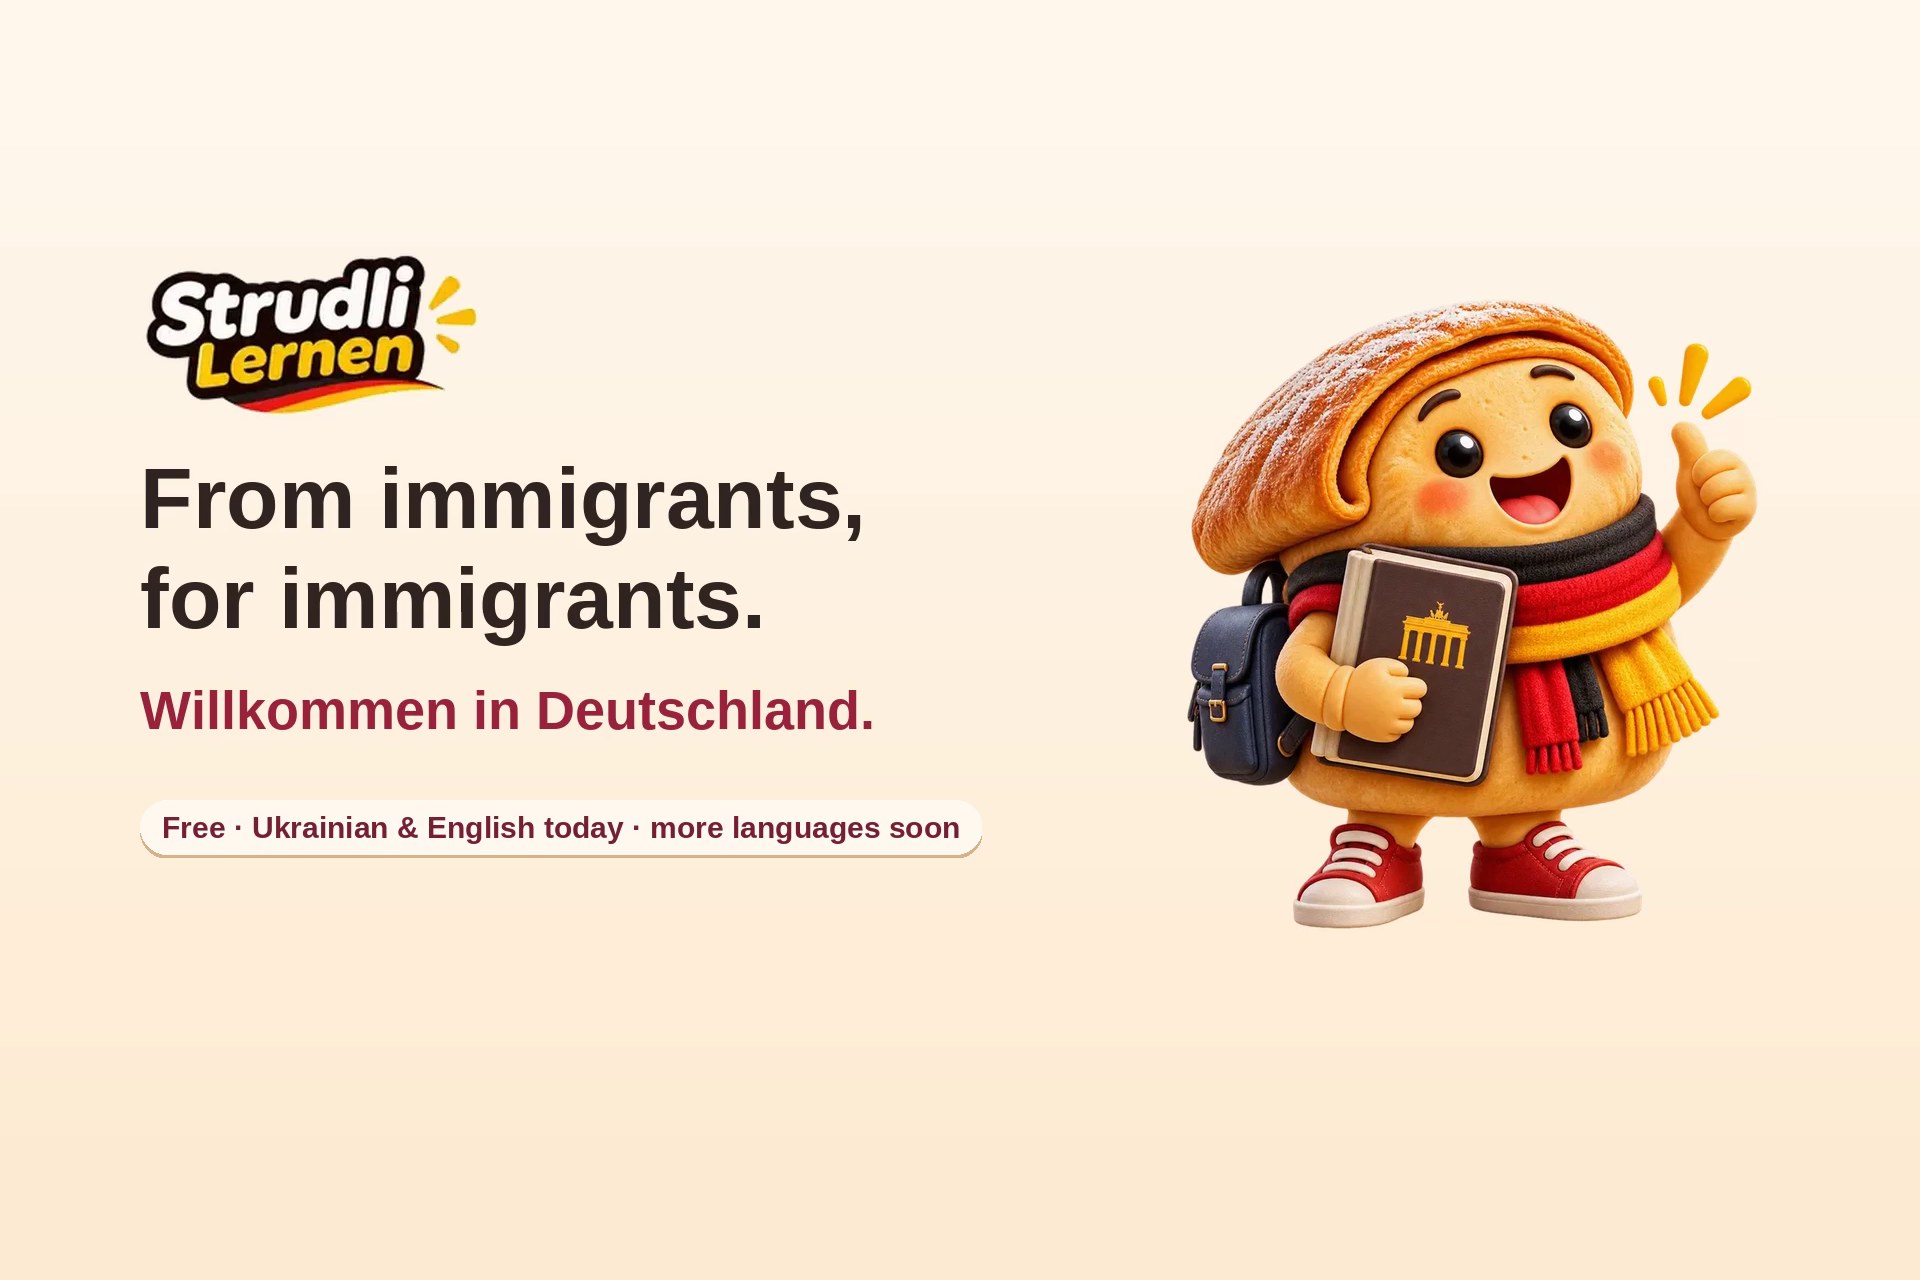 Strudli
Lernen
From immigrants,
for immigrants.
Willkommen in Deutschland.
Free · Ukrainian & English today · more languages soon